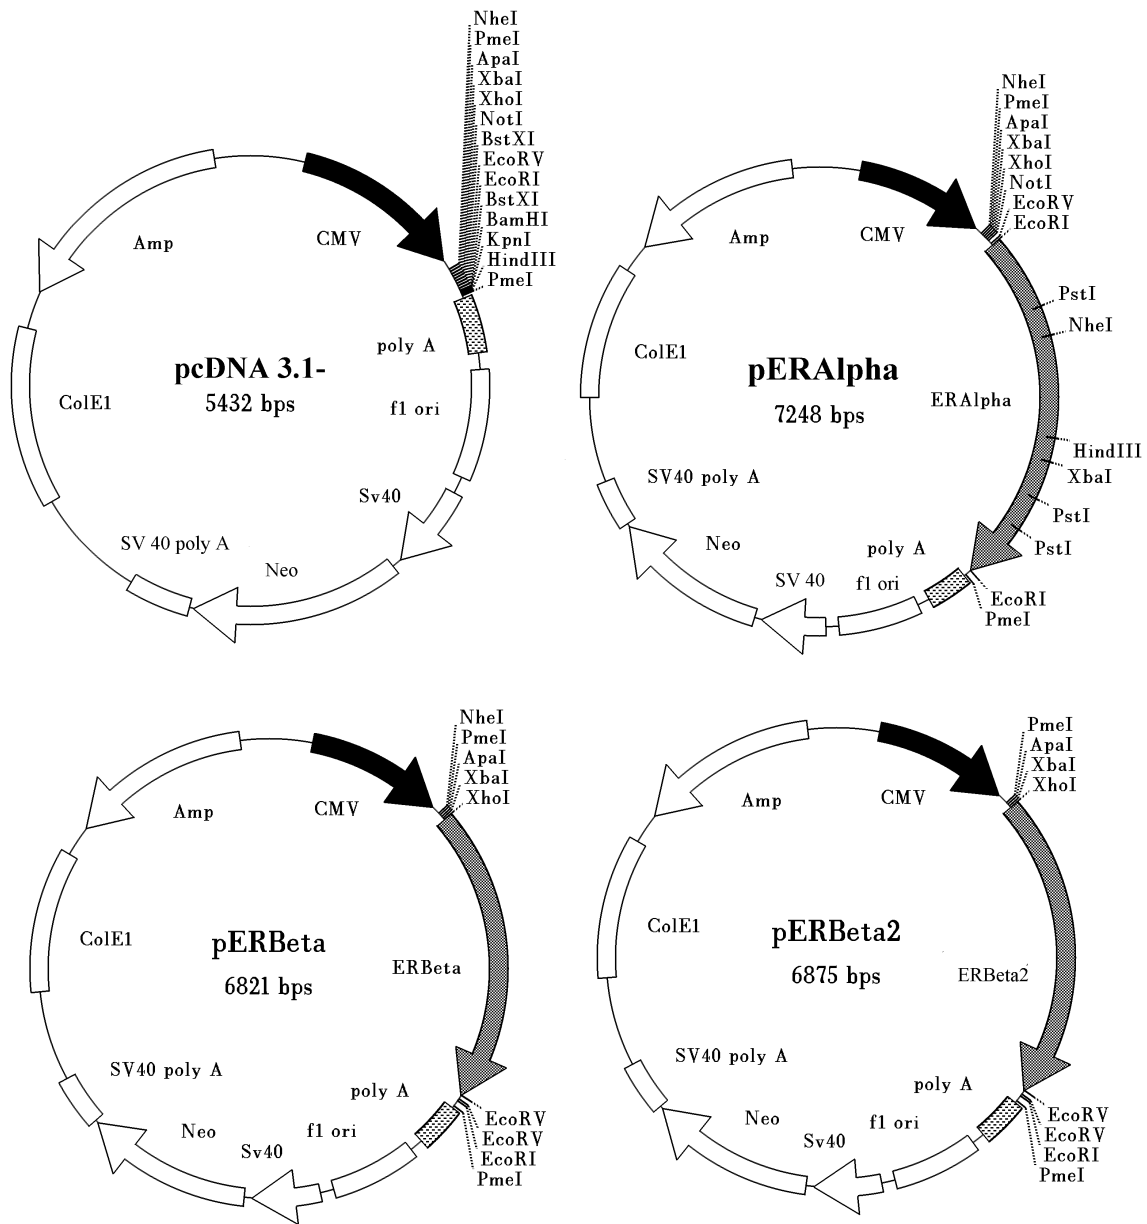 NheI
PmeI
ApaI
XbaI
XhoI
NotI
BstXI
EcoRV
EcoRI
BstXI
BamHI
KpnI
HindIII
PmeI
Amp
CMV
poly A
pcDNA 3.1-
5432 bps
ColE1
f1 ori
Sv40
SV 40 poly A
Neo
NheI
PmeI
ApaI
XbaI
XhoI
NotI
EcoRV
EcoRI
Amp
CMV
PstI
NheI
ColE1
pERAlpha
7248 bps
ERAlpha
HindIII
XbaI
SV40 poly A
PstI
PstI
Neo
poly A
SV 40
f1 ori
EcoRI
PmeI
NheI
PmeI
ApaI
XbaI
XhoI
Amp
CMV
ColE1
pERBeta
6821 bps
ERBeta
SV40 poly A
poly A
Neo
f1 ori
Sv40
EcoRV
EcoRV
EcoRI
PmeI
PmeI
ApaI
XbaI
XhoI
Amp
CMV
ColE1
pERBeta2
6875 bps
ERBeta2
SV40 poly A
poly A
Neo
f1 ori
Sv40
EcoRV
EcoRV
EcoRI
PmeI